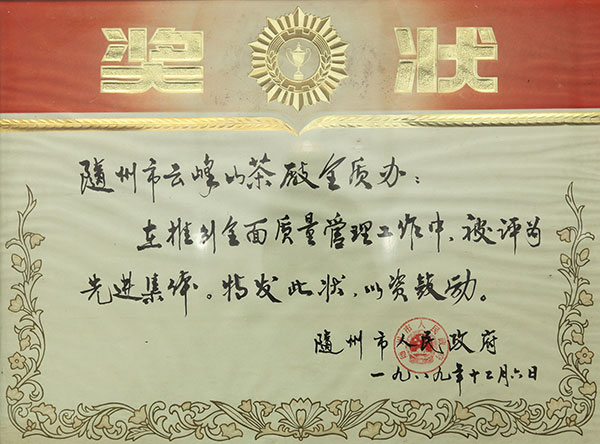 奖状
随州市云峰山茶厰全质办：
在推行全面质量管理工作中，被评为
先进集体。特发此状，以资鼓励。
随州市人民政府
一九八九年十二月六日